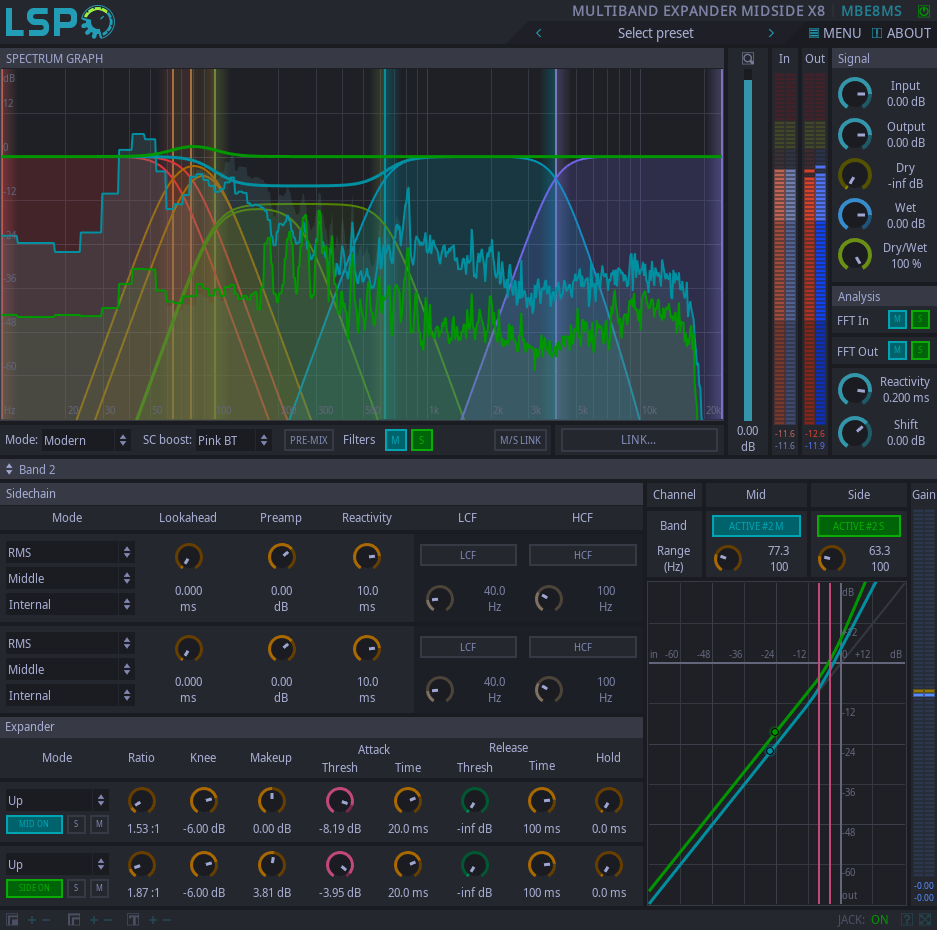 LSP
MULTIBAND EXPANDER MIDSIDE X8 MBE8MS
Select preset
MENU ABOUT
SPECTRUM GRAPH
In Out
Signal
dB
12
0
-12
-24
-36
-48
-60
Hz 20 30 50 100 200 300 500 1k 2k 3k 5k 10k 20k
0.00
dB
-11.6 -12.6
-11.6 -11.9
Input
0.00 dB
Output
0.00 dB
Dry
-inf dB
Wet
0.00 dB
Dry/Wet
100 %
Analysis
FFT In M S
FFT Out M S
Reactivity
0.200 ms
Shift
0.00 dB
Mode: Modern SC boost: Pink BT PRE-MIX Filters M S M/S LINK LINK...
Band 2
Sidechain
Mode Lookahead Preamp Reactivity LCF HCF
RMS
Middle
Internal
0.000
ms
0.00
dB
10.0
ms
LCF
40.0
Hz
HCF
100
Hz
RMS
Middle
Internal
0.000
ms
0.00
dB
10.0
ms
LCF
40.0
Hz
HCF
100
Hz
Expander
Mode Ratio Knee Makeup Attack Release Hold
Thresh Time Thresh Time
Up
MID ON S M 1.53 :1 -6.00 dB 0.00 dB -8.19 dB 20.0 ms -inf dB 100 ms 0.0 ms
Up
SIDE ON S M 1.87 :1 -6.00 dB 3.81 dB -3.95 dB 20.0 ms -inf dB 100 ms 0.0 ms
Channel Mid Side Gain
Band ACTIVE #2 M ACTIVE #2 S
Range
(Hz)
77.3
100
63.3
100
dB
+12
in -60 -48 -36 -24 -12 0 +12 dB
-12
-24
-36
-48
-60
out
-0.00
-0.00
JACK: ON ?